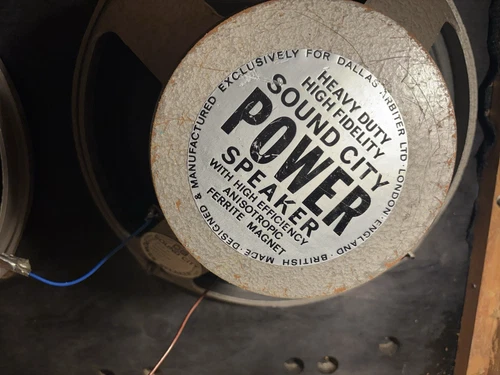 DESIGNED & MANUFACTURED EXCLUSIVELY FOR DALLAS ARBITER LTD · LONDON · ENGLAND · BRITISH MADE ·
HEAVY DUTY
HIGH FIDELITY
SOUND CITY
POWER
SPEAKER
WITH HIGH EFFICIENCY
ANISOTROPIC
FERRITE MAGNET